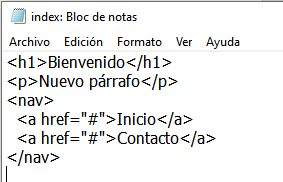 index: Bloc de notas
Archivo Edición Formato Ver Ayuda
<h1>Bienvenido</h1>
<p>Nuevo párrafo</p>
<nav>
  <a href="#">Inicio</a>
  <a href="#">Contacto</a>
</nav>